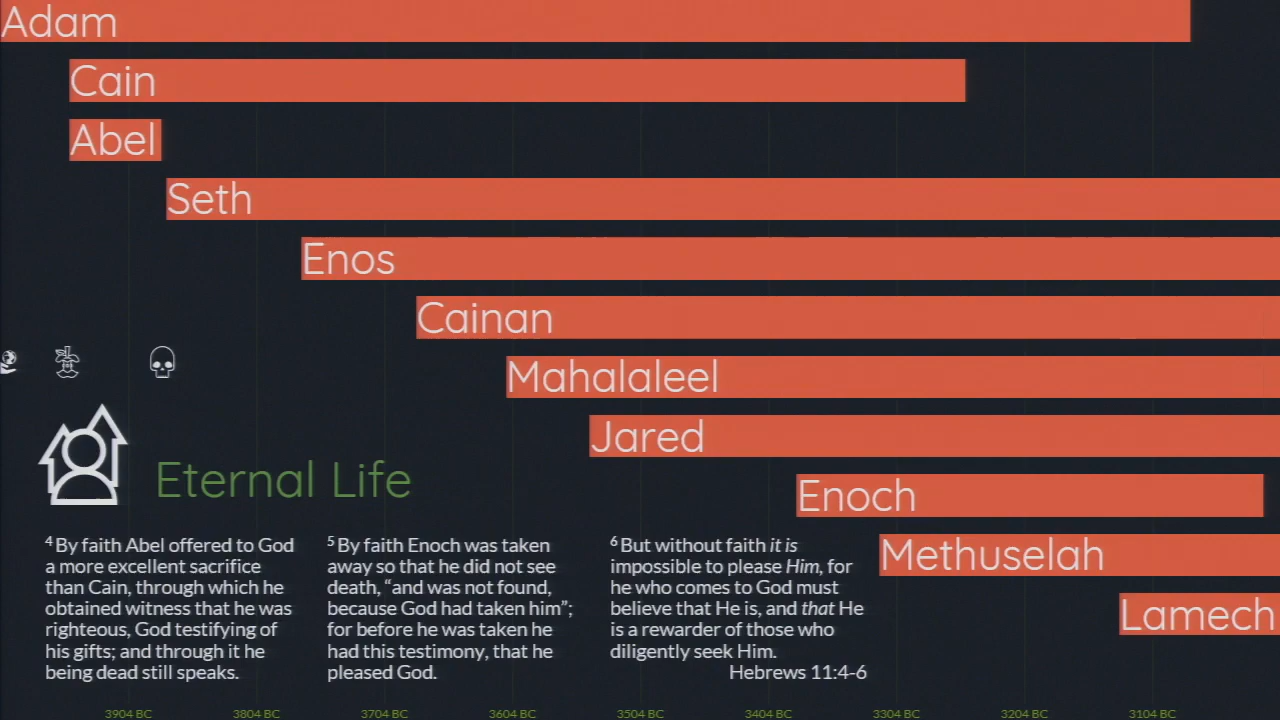 Adam
Cain
Abel
Seth
Enos
Cainan
Mahalaleel
Jared
Enoch
Methuselah
Lamech
Eternal Life
⁴ By faith Abel offered to God
a more excellent sacrifice
than Cain, through which he
obtained witness that he was
righteous, God testifying of
his gifts; and through it he
being dead still speaks.
⁵ By faith Enoch was taken
away so that he did not see
death, “and was not found,
because God had taken him”;
for before he was taken he
had this testimony, that he
pleased God.
⁶ But without faith it is
impossible to please Him, for
he who comes to God must
believe that He is, and that He
is a rewarder of those who
diligently seek Him.
Hebrews 11:4-6
3904 BC 3804 BC 3704 BC 3604 BC 3504 BC 3404 BC 3304 BC 3204 BC 3104 BC